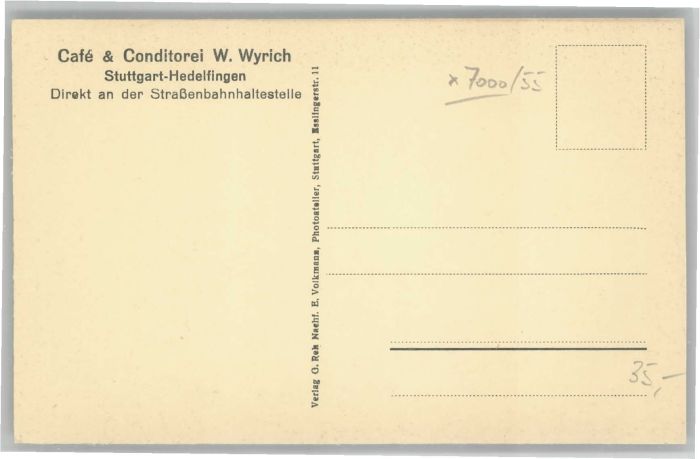 Café & Conditorei W. Wyrich
Stuttgart-Hedelfingen
Direkt an der Straßenbahnhaltestelle
Verlag G. Reh Nachf. E. Volkmann, Photoatelier, Stuttgart, Esslingerstr. 11
x 7000/55
35,-